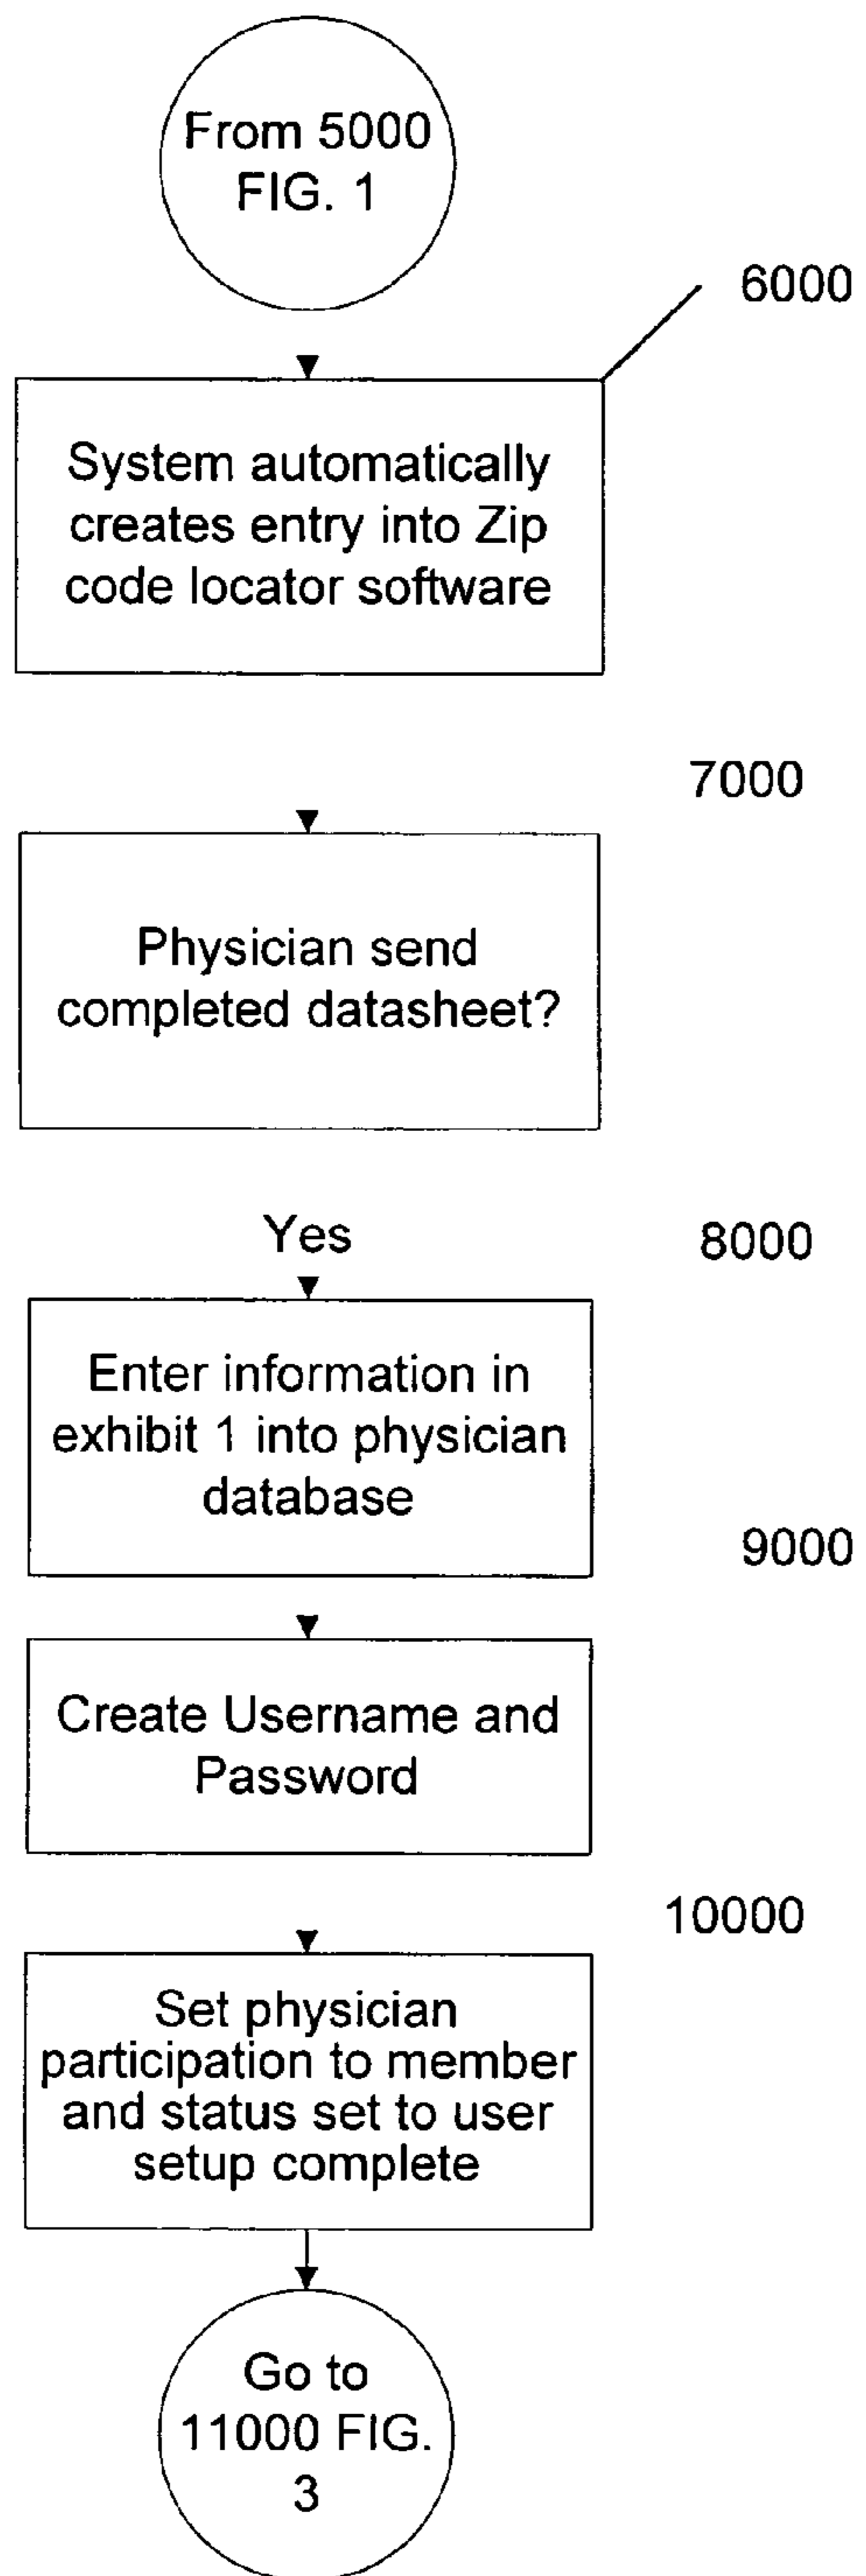 From 5000
FIG. 1
6000
System automatically
creates entry into Zip
code locator software
7000
Physician send
completed datasheet?
Yes
8000
Enter information in
exhibit 1 into physician
database
9000
Create Username and
Password
10000
Set physician
participation to member
and status set to user
setup complete
Go to
11000 FIG.
3